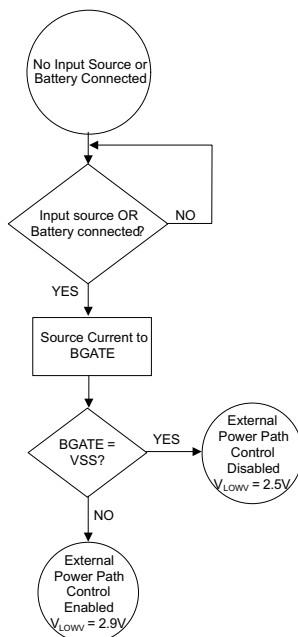 No Input Source or
Battery Connected
Input source OR
Battery connected?
NO
YES
Source Current to
BGATE
BGATE =
VSS?
YES
External
Power Path
Control
Disabled
VLOWV = 2.5V
NO
External
Power Path
Control
Enabled
VLOWV = 2.9V